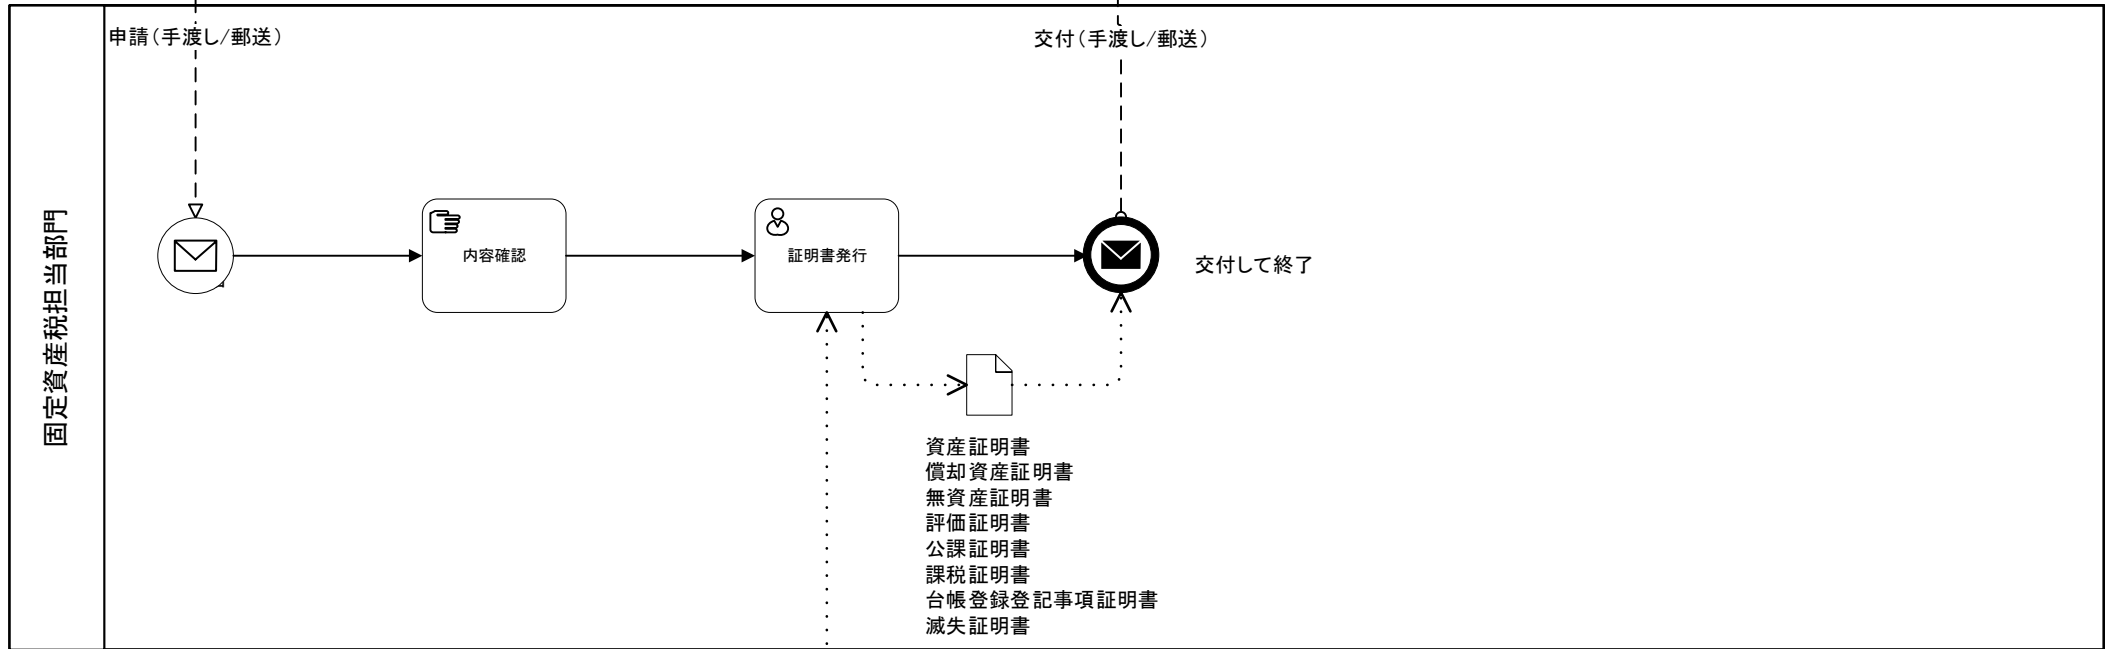 申請（手渡し/郵送）
交付（手渡し/郵送）
固定資産税担当部門
内容確認
証明書発行
交付して終了
資産証明書
償却資産証明書
無資産証明書
評価証明書
公課証明書
課税証明書
台帳登録登記事項証明書
滅失証明書